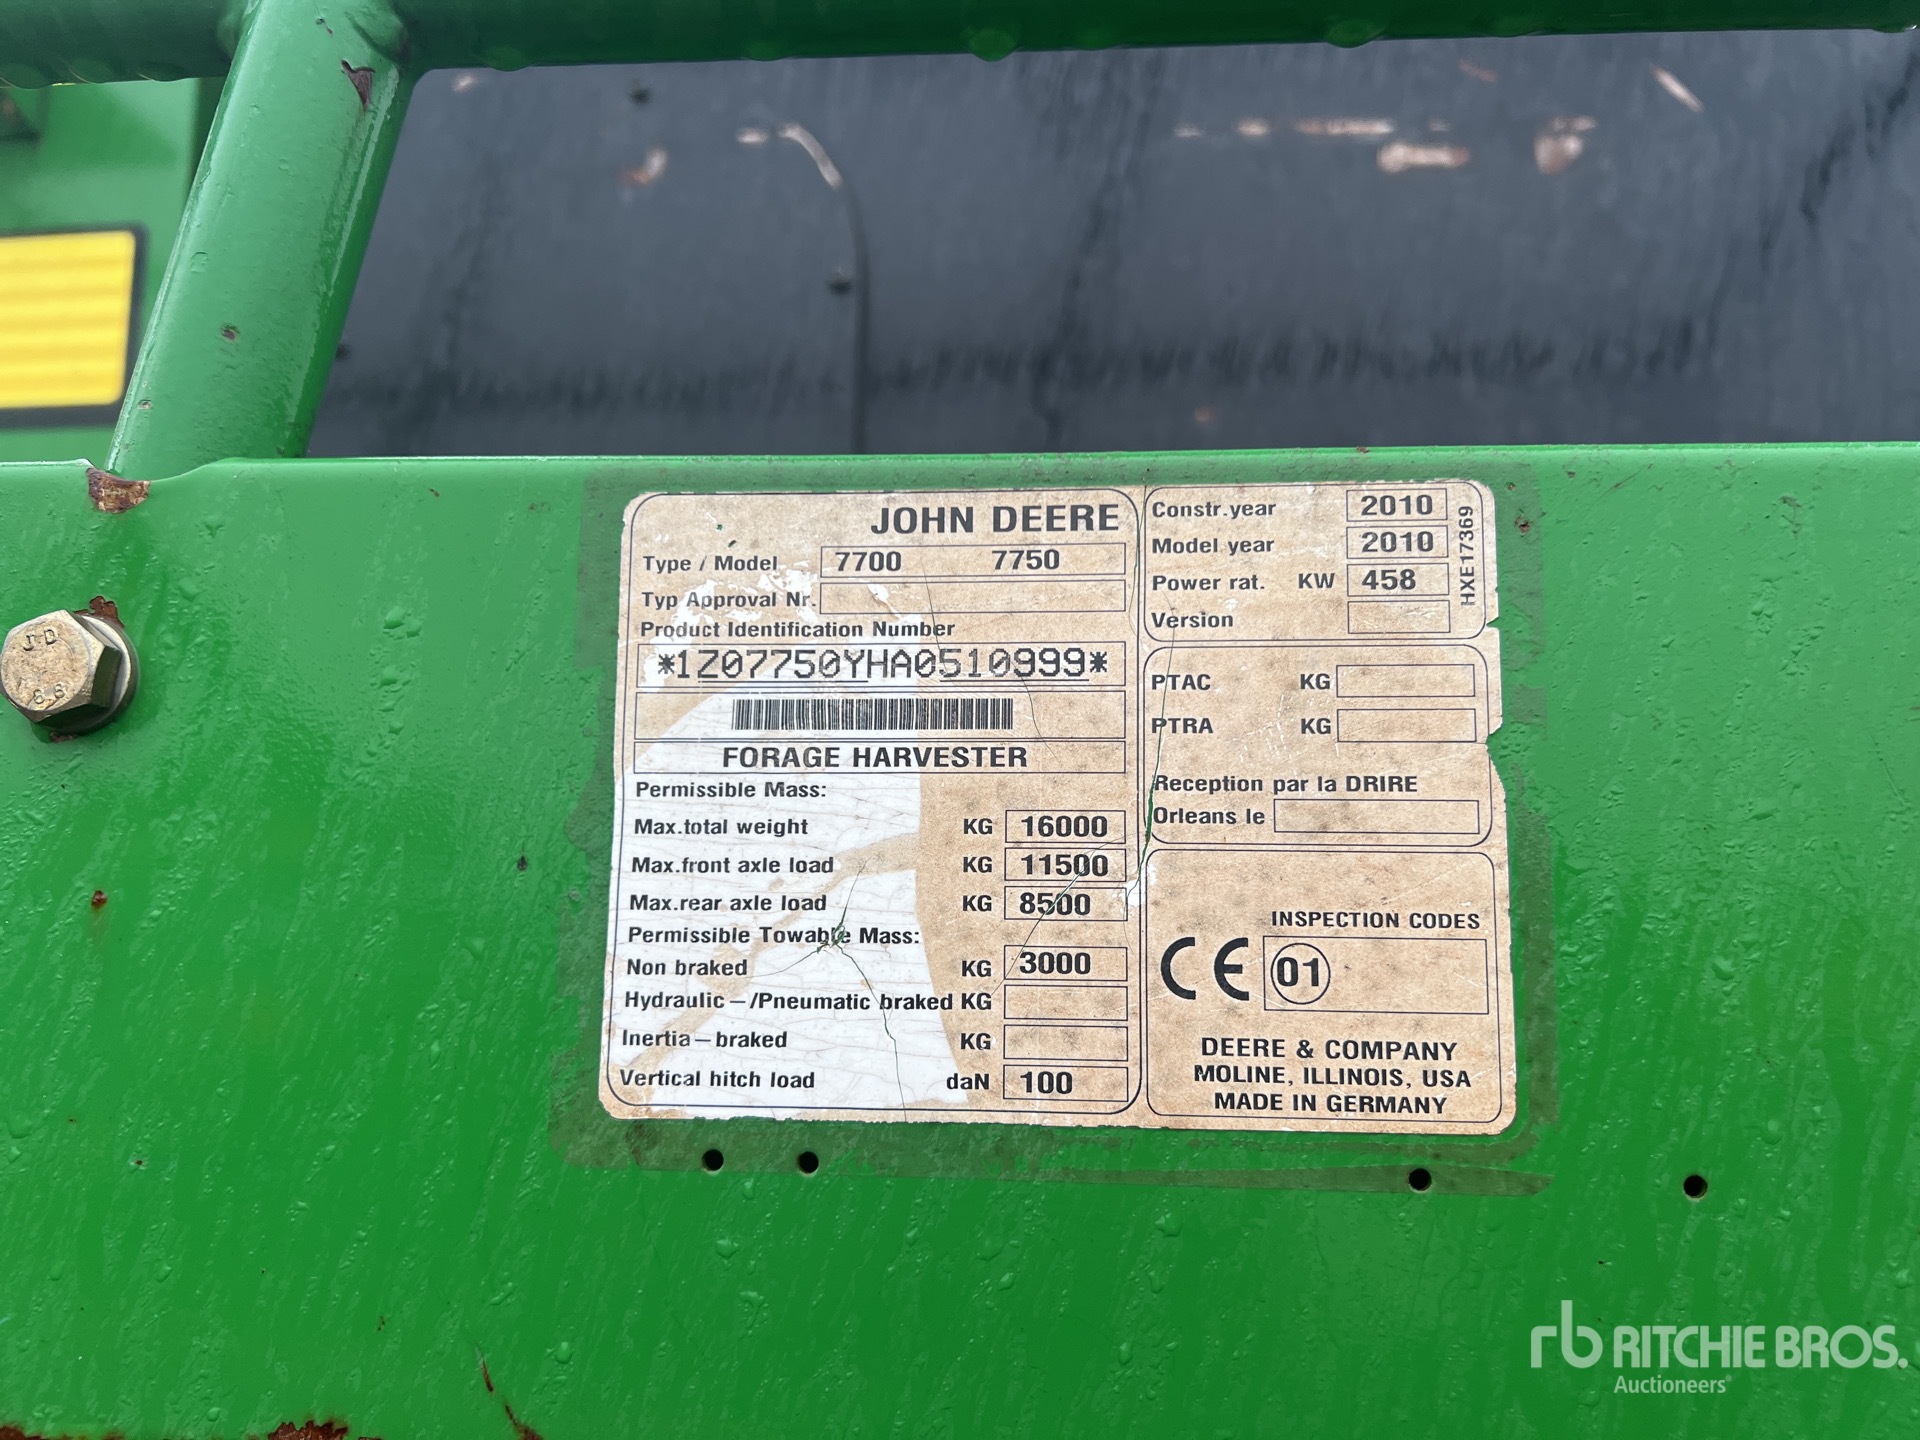 JOHN DEERE
Type / Model 7700 7750
Typ Approval Nr.
Product Identification Number
*1Z07750YHA0510999*
FORAGE HARVESTER
Permissible Mass:
Max.total weight KG 16000
Max.front axle load KG 11500
Max.rear axle load KG 8500
Permissible Towable Mass:
Non braked KG 3000
Hydraulic–/Pneumatic braked KG
Inertia–braked KG
Vertical hitch load daN 100
Constr.year 2010
Model year 2010
Power rat. KW 458
Version
HXE17369
PTAC KG
PTRA KG
Reception par la DRIRE
Orleans le
INSPECTION CODES
CE 01
DEERE & COMPANY
MOLINE, ILLINOIS, USA
MADE IN GERMANY
JD
8.8
rb RITCHIE BROS.
Auctioneers